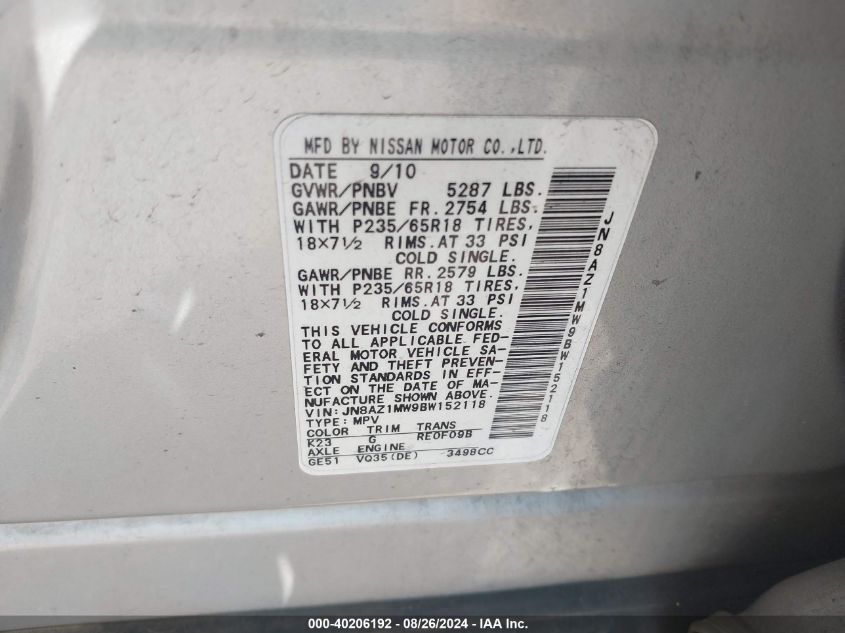 MFD BY NISSAN MOTOR CO.,LTD.
DATE 9/10
GVWR/PNBV 5287 LBS.
GAWR/PNBE FR. 2754 LBS.
WITH P235/65R18 TIRES,
18×7½ RIMS.AT 33 PSI
COLD SINGLE.
GAWR/PNBE RR. 2579 LBS.
WITH P235/65R18 TIRES,
18×7½ RIMS.AT 33 PSI
COLD SINGLE.
THIS VEHICLE CONFORMS
TO ALL APPLICABLE FED-
ERAL MOTOR VEHICLE SA-
FETY AND THEFT PREVEN-
TION STANDARDS IN EFF-
ECT ON THE DATE OF MA-
NUFACTURE SHOWN ABOVE.
VIN: JN8AZ1MW9BW152118
TYPE: MPV
COLOR TRIM TRANS
K23 G RE0F09B
AXLE ENGINE
GE51 VQ35(DE) 3498CC
JN8AZ1MW9BW152118
000-40206192 - 08/26/2024 - IAA Inc.